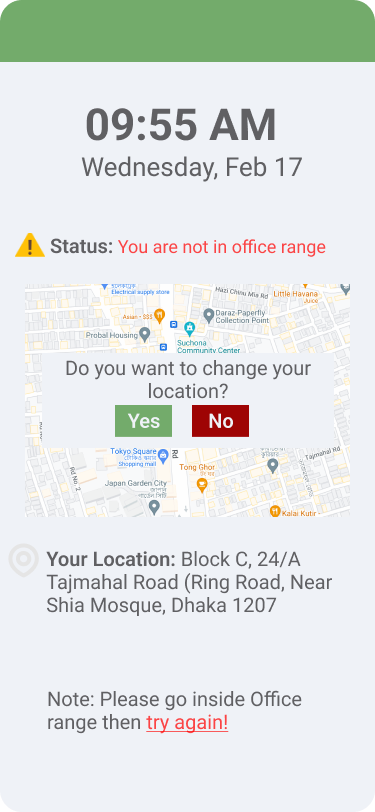 09:55 AM
Wednesday, Feb 17
Status: You are not in office range
Electrical supply store
Hazi Chinu Mia Rd
Little Havana
Juice
Asian - $$$
Daraz-Paperfly
Collection Point
Probal Housing
Suchona
Community Center
Do you want to change your
location?
Yes
No
Rd
Tokyo Square
টোকিও স্কয়ার
Shopping mall
Rd
Tajmahal Rd
Tong Ghor
Rd No 2
Japan Garden City
Kalai Kutir -
Your Location: Block C, 24/A
Tajmahal Road (Ring Road, Near
Shia Mosque, Dhaka 1207
Note: Please go inside Office
range then try again!